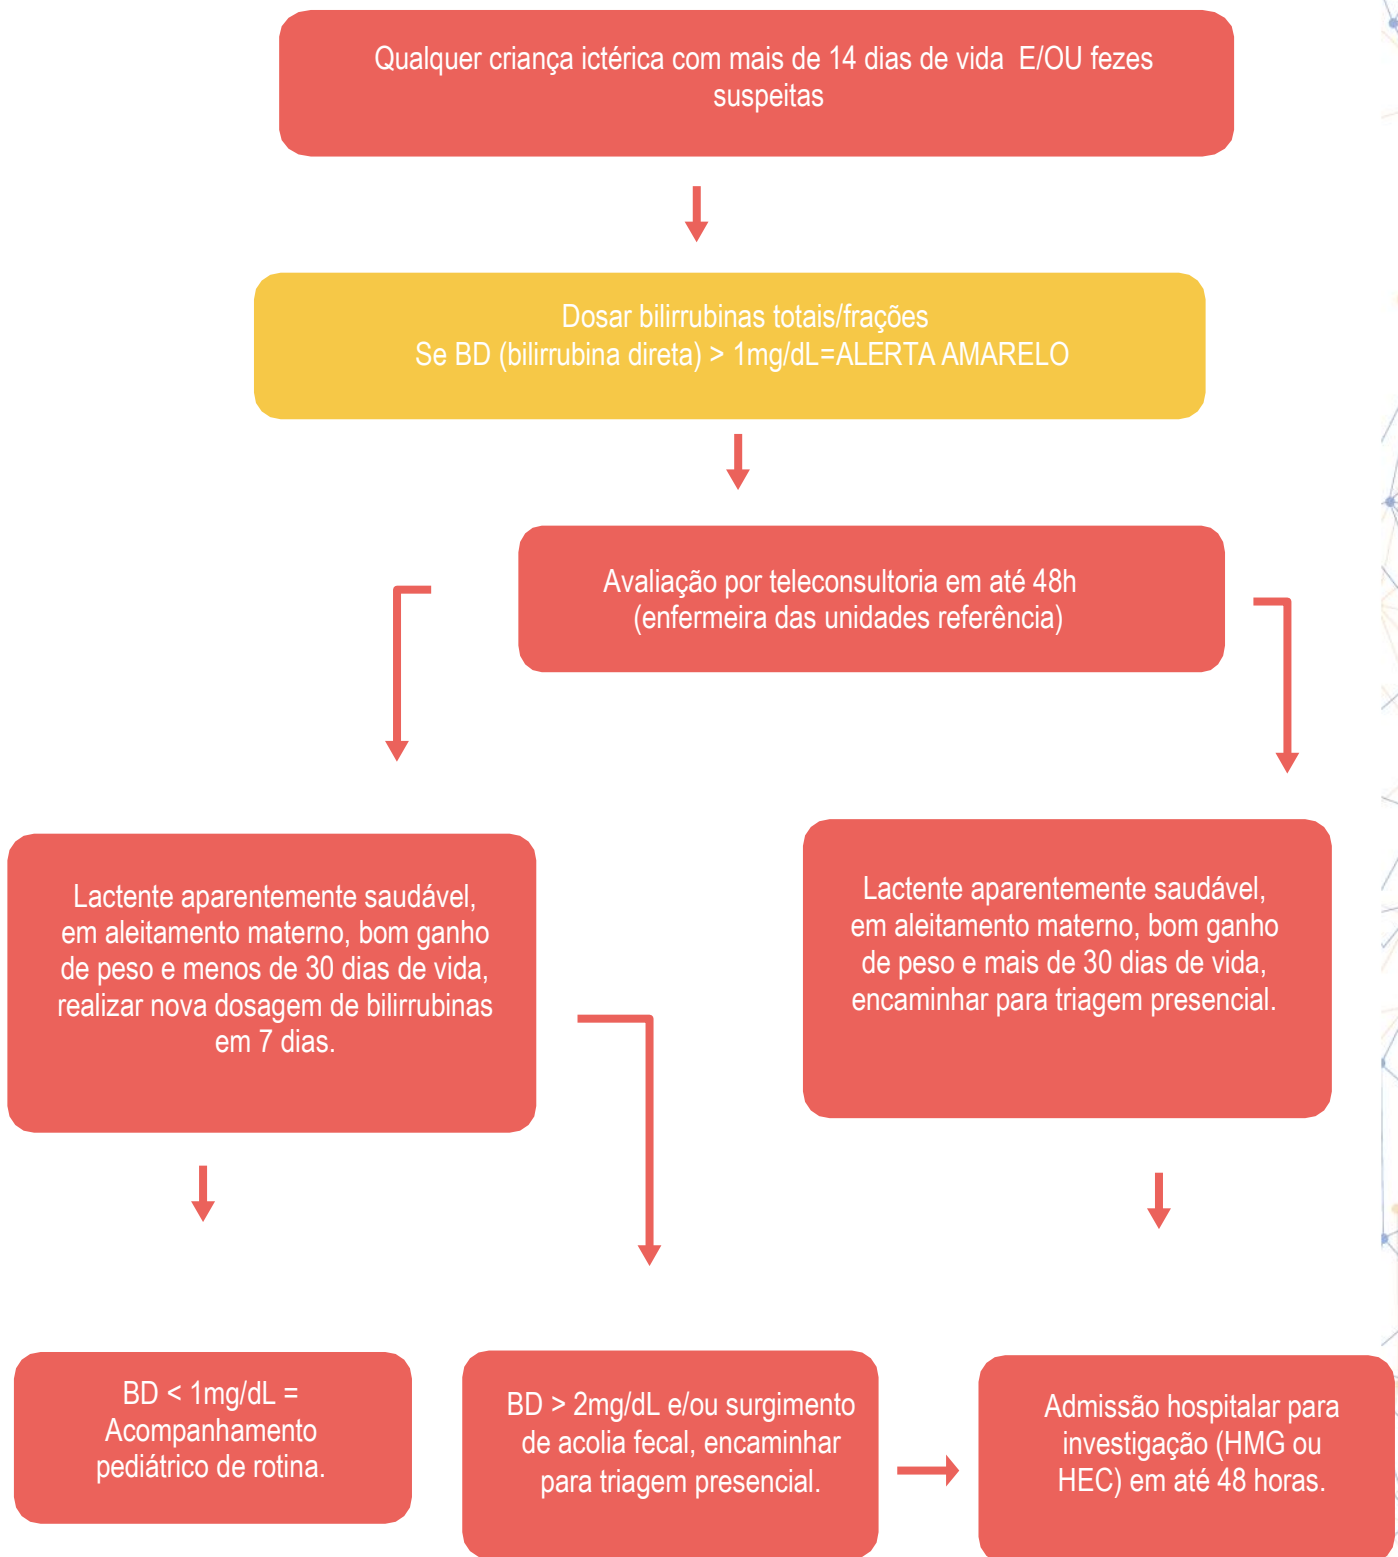 Qualquer criança ictérica com mais de 14 dias de vida E/OU fezes
suspeitas
Dosar bilirrubinas totais/frações
Se BD (bilirrubina direta) > 1mg/dL=ALERTA AMARELO
Avaliação por teleconsultoria em até 48h
(enfermeira das unidades referência)
Lactente aparentemente saudável,
em aleitamento materno, bom ganho
de peso e menos de 30 dias de vida,
realizar nova dosagem de bilirrubinas
em 7 dias.
Lactente aparentemente saudável,
em aleitamento materno, bom ganho
de peso e mais de 30 dias de vida,
encaminhar para triagem presencial.
BD < 1mg/dL =
Acompanhamento
pediátrico de rotina.
BD > 2mg/dL e/ou surgimento
de acolia fecal, encaminhar
para triagem presencial.
Admissão hospitalar para
investigação (HMG ou
HEC) em até 48 horas.